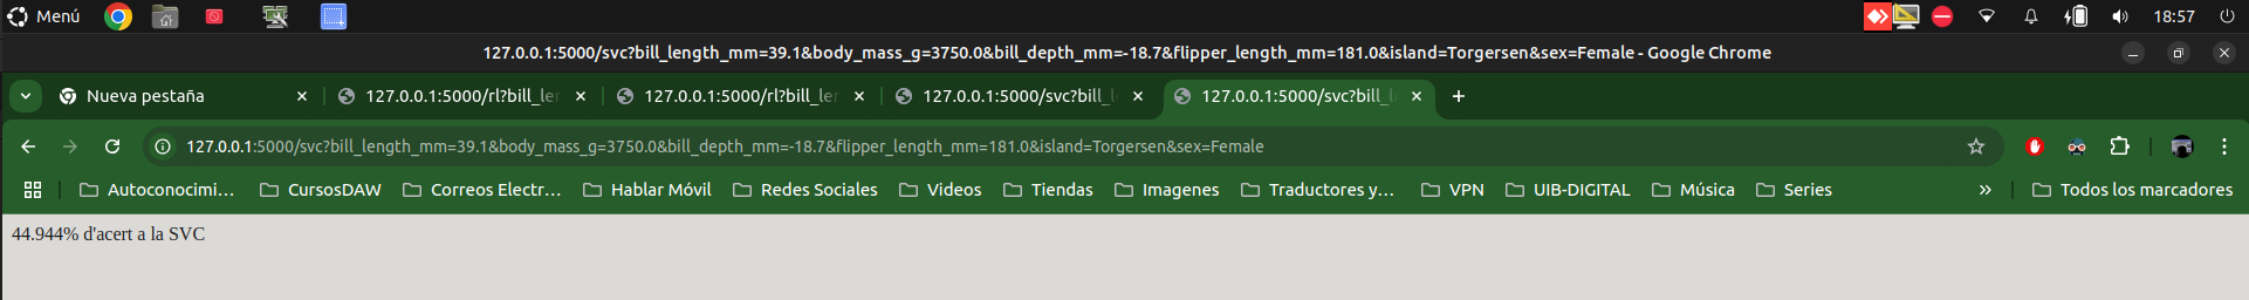 Menú 18:57
127.0.0.1:5000/svc?bill_length_mm=39.1&body_mass_g=3750.0&bill_depth_mm=-18.7&flipper_length_mm=181.0&island=Torgersen&sex=Female - Google Chrome
Nueva pestaña 127.0.0.1:5000/rl?bill_ler 127.0.0.1:5000/rl?bill_ler 127.0.0.1:5000/svc?bill_l 127.0.0.1:5000/svc?bill_l
127.0.0.1:5000/svc?bill_length_mm=39.1&body_mass_g=3750.0&bill_depth_mm=-18.7&flipper_length_mm=181.0&island=Torgersen&sex=Female
Autoconocimi... CursosDAW Correos Electr... Hablar Móvil Redes Sociales Videos Tiendas Imagenes Traductores y... VPN UIB-DIGITAL Música Series » Todos los marcadores
44.944% d'acert a la SVC